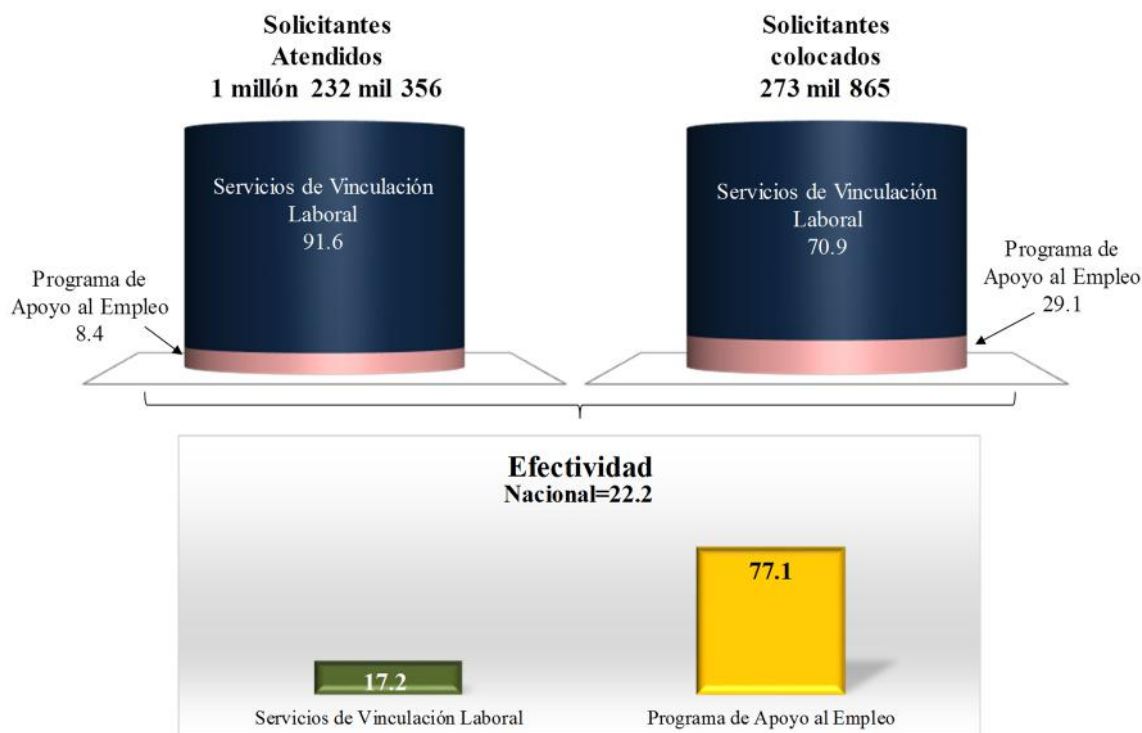 Solicitantes
Atendidos
1 millón 232 mil 356
Solicitantes
colocados
273 mil 865
Servicios de Vinculación
Laboral
91.6
Programa de
Apoyo al Empleo
8.4
Servicios de Vinculación
Laboral
70.9
Programa de
Apoyo al Empleo
29.1
Efectividad
Nacional=22.2
17.2
77.1
Servicios de Vinculación Laboral
Programa de Apoyo al Empleo